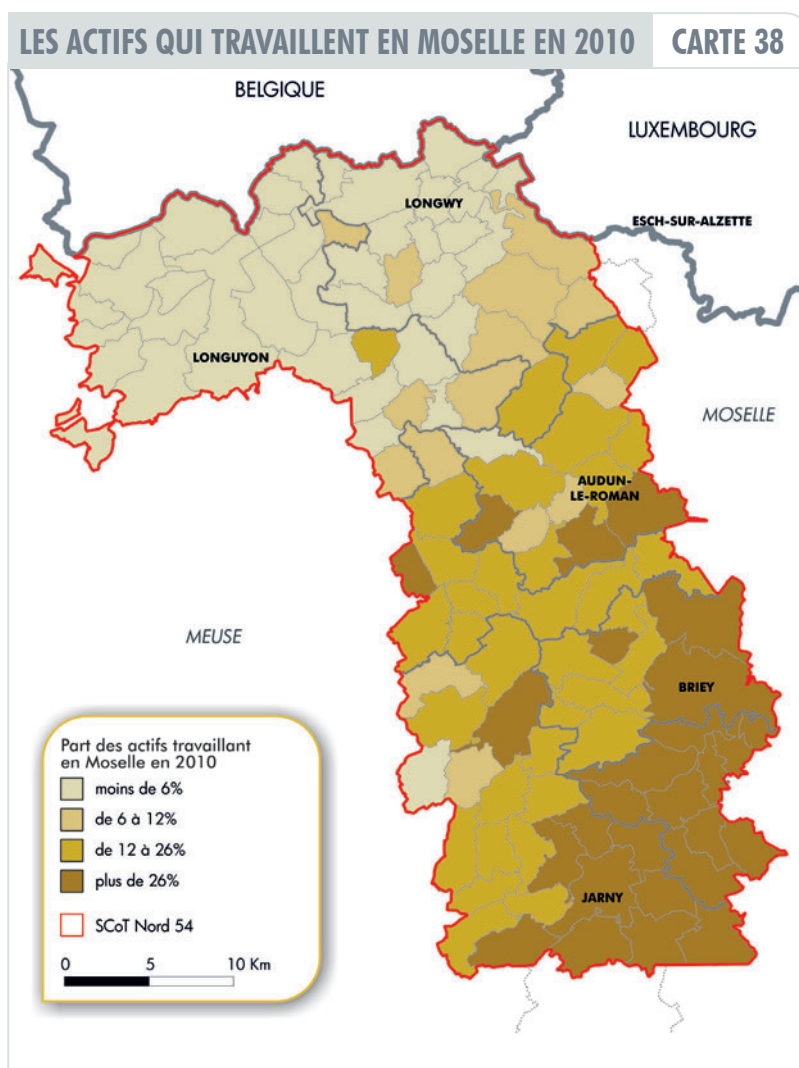 LES ACTIFS QUI TRAVAILLENT EN MOSELLE EN 2010 CARTE 38
BELGIQUE
LUXEMBOURG
LONGWY
ESCH-SUR-ALZETTE
LONGUYON
MOSELLE
AUDUN-
LE-ROMAN
MEUSE
BRIEY
Part des actifs travaillant
en Moselle en 2010
moins de 6%
de 6 à 12%
de 12 à 26%
plus de 26%
SCoT Nord 54
0 5 10 Km
JARNY